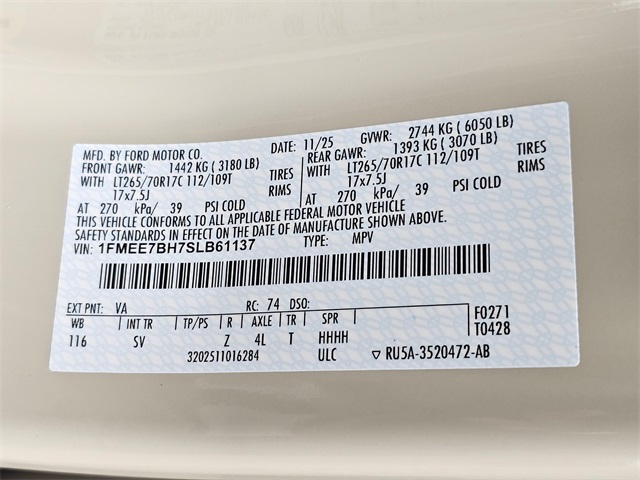 MFD. BY FORD MOTOR CO. DATE: 11/25 GVWR: 2744 KG ( 6050 LB)
FRONT GAWR: 1442 KG ( 3180 LB) REAR GAWR: 1393 KG ( 3070 LB)
WITH LT265/70R17C 112/109T TIRES WITH LT265/70R17C 112/109T TIRES
17x7.5J RIMS 17x7.5J RIMS
AT 270 kPa/ 39 PSI COLD AT 270 kPa/ 39 PSI COLD
THIS VEHICLE CONFORMS TO ALL APPLICABLE FEDERAL MOTOR VEHICLE
SAFETY STANDARDS IN EFFECT ON THE DATE OF MANUFACTURE SHOWN ABOVE.
VIN: 1FMEE7BH7SLB61137 TYPE: MPV
EXT PNT: VA RC: 74 DSO: F0271
WB INT TR TP/PS R AXLE TR SPR T0428
116 SV Z 4L T HHHH
3202511016284 ULC ▽ RU5A-3520472-AB